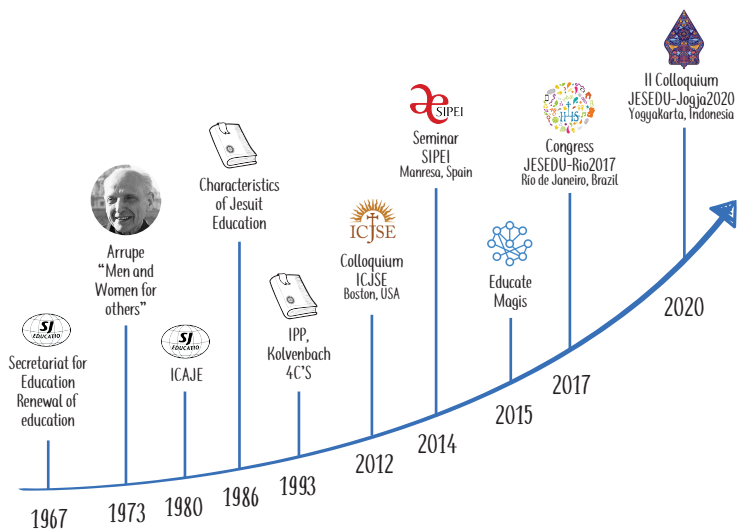 SJ
EDUCATIO
Secretariat for
Education
Renewal of
education
1967
Arrupe
“Men and
Women for
others”
1973
SJ
EDUCATIO
ICAJE
1980
Characteristics
of Jesuit
Education
1986
IPP,
Kolvenbach
4C'S
1993
ICJSE
Colloquium
ICJSE
Boston, USA
2012
SIPEI
Seminar
SIPEI
Manresa, Spain
2014
Educate
Magis
2015
IHS
Congress
JESEDU-Rio2017
Río de Janeiro, Brazil
2017
II Colloquium
JESEDU-Jogja2020
Yogyakarta, Indonesia
2020